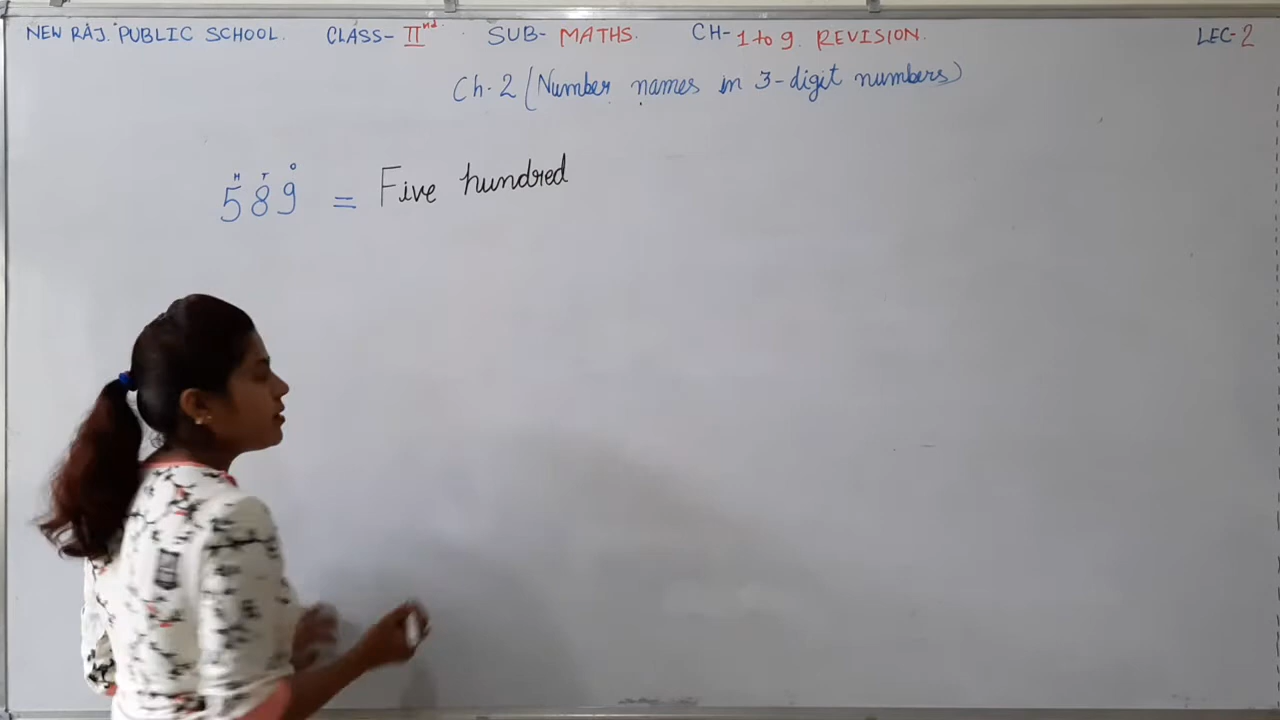 NEW RAJ. PUBLIC SCHOOL. CLASS- IInd SUB- MATHS. CH- 1 to 9. REVISION. LEC-2
Ch. 2 (Number names in 3-digit numbers)
H T O
589 = Five hundred